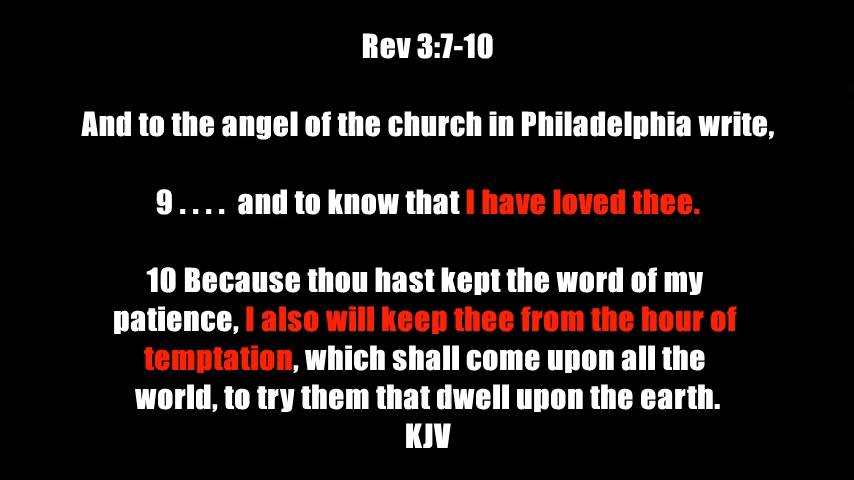 Rev 3:7-10
And to the angel of the church in Philadelphia write,
9 . . . .  and to know that I have loved thee.
10 Because thou hast kept the word of my
patience, I also will keep thee from the hour of
temptation, which shall come upon all the
world, to try them that dwell upon the earth.
KJV